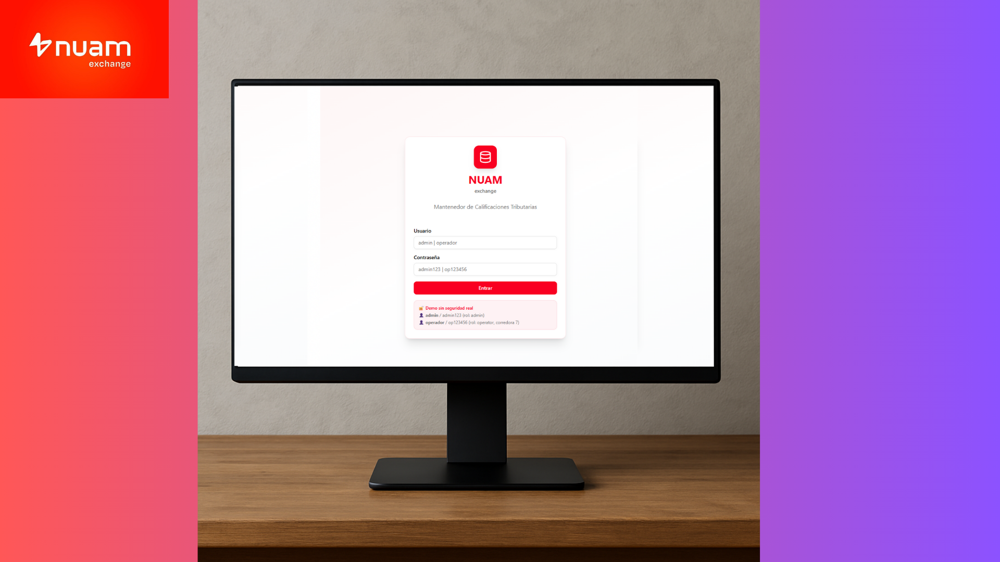 nuam
exchange
NUAM
exchange
Mantenedor de Calificaciones Tributarias
Usuario
admin | operador
Contraseña
admin123 | op123456
Entrar
Demo sin seguridad real
admin / admin123 (rol: admin)
operador / op123456 (rol: operator, corredora 7)